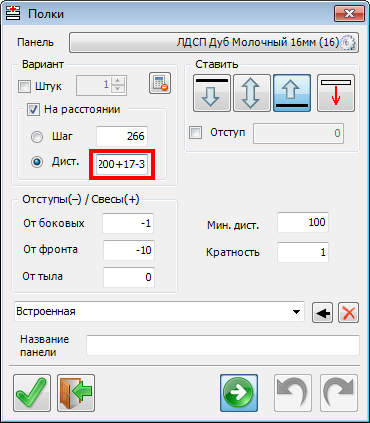 Полки
Панель ЛДСП Дуб Молочный 16мм (16)
Вариант
Штук 1
На расстоянии
Шаг 266
Дист. 200+17-3
Ставить
Отступ 0
Отступы(-) / Свесы(+)
От боковых -1
От фронта -10
От тыла 0
Мин. дист. 100
Кратность 1
Встроенная
Название
панели